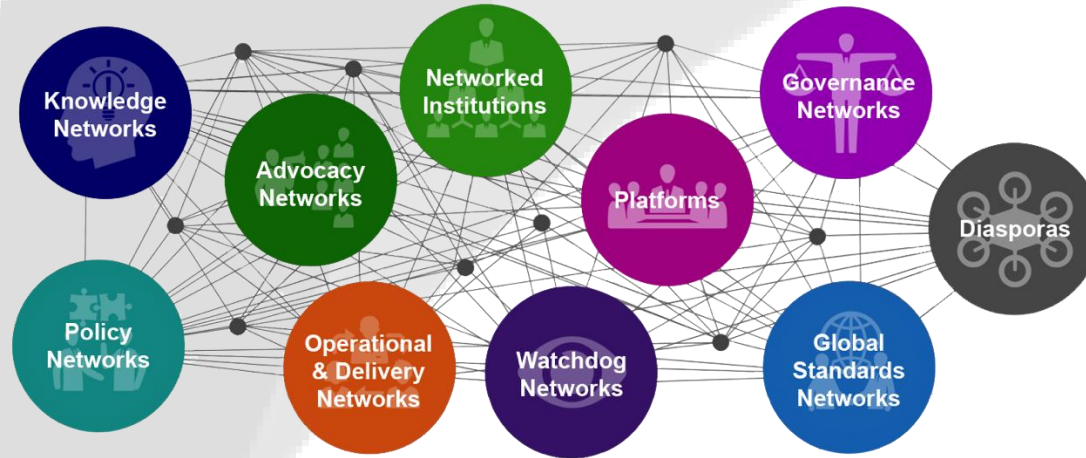 Knowledge
Networks
Advocacy
Networks
Networked
Institutions
Platforms
Governance
Networks
Diasporas
Policy
Networks
Operational
& Delivery
Networks
Watchdog
Networks
Global
Standards
Networks